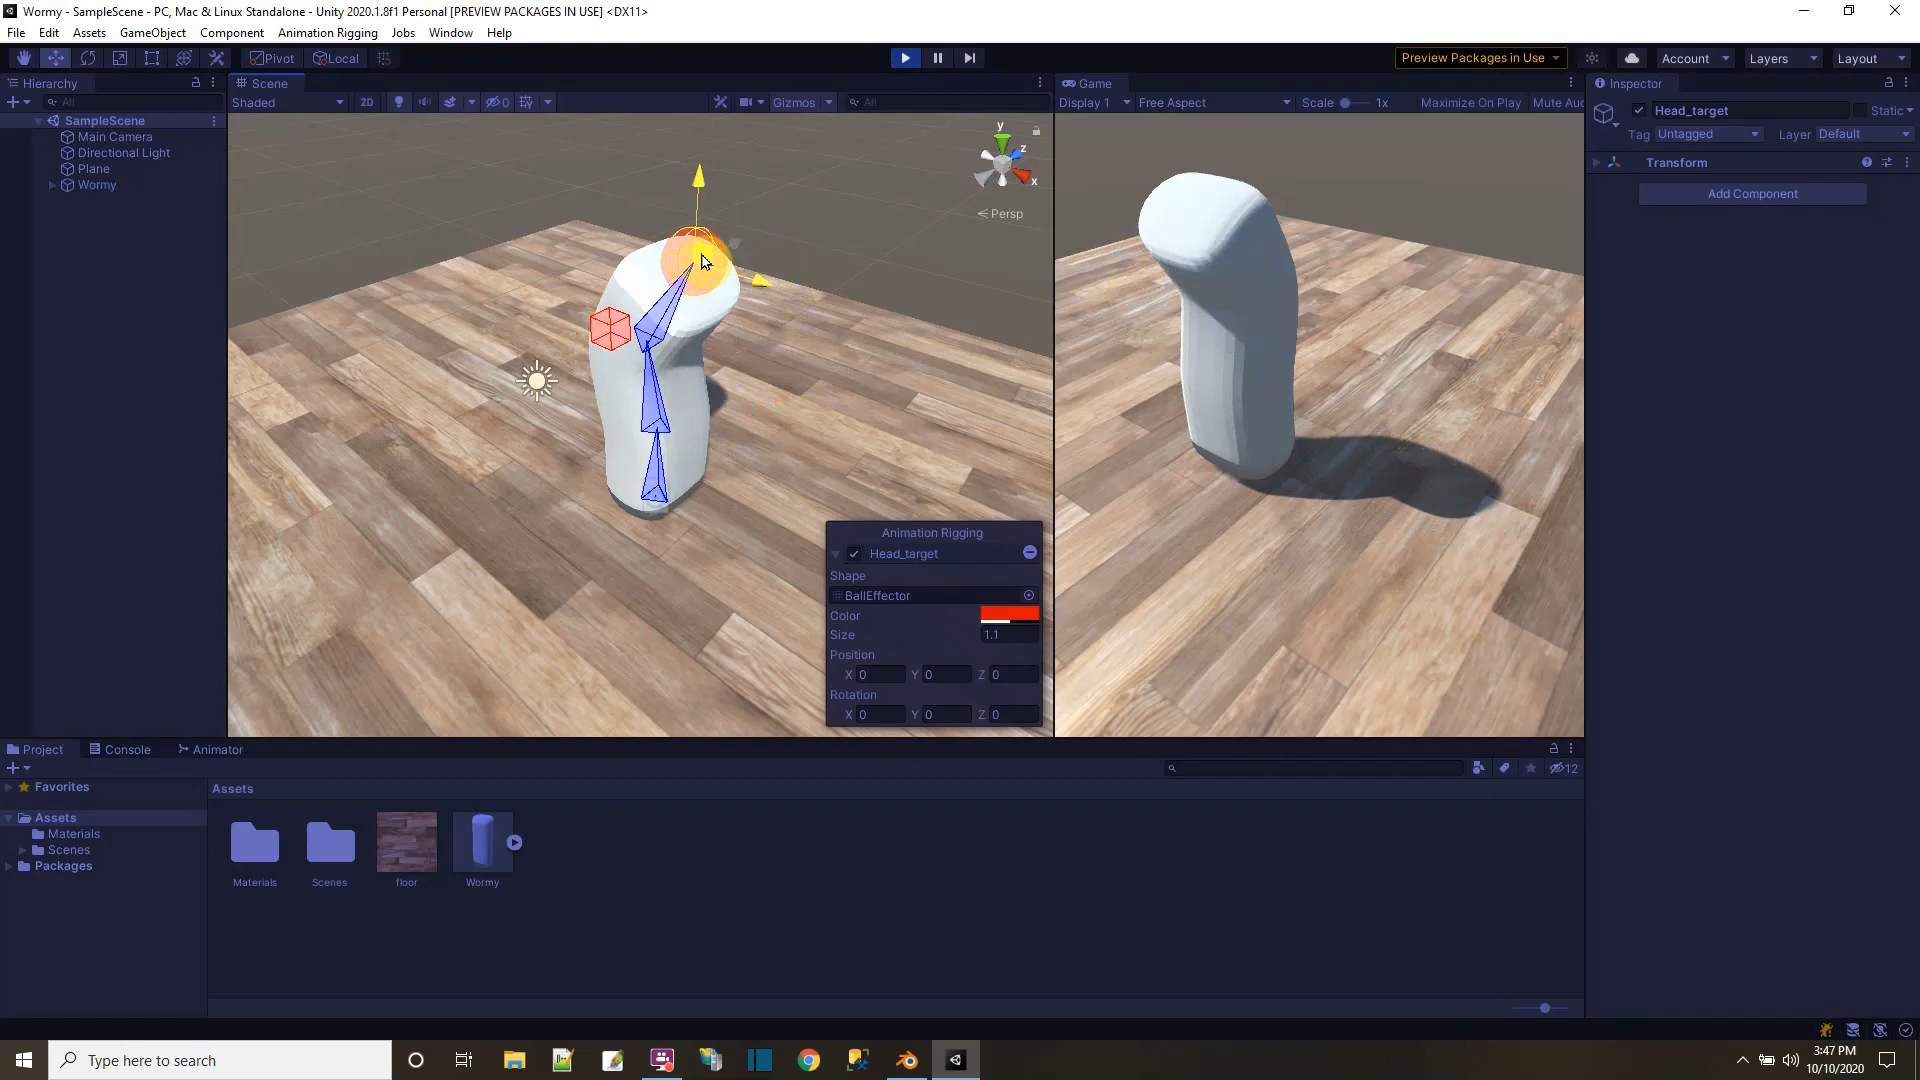 Wormy - SampleScene - PC, Mac & Linux Standalone - Unity 2020.1.8f1 Personal [PREVIEW PACKAGES IN USE] <DX11>
File Edit Assets GameObject Component Animation Rigging Jobs Window Help
Pivot Local Preview Packages in Use Account Layers Layout
Hierarchy
All
SampleScene
Main Camera
Directional Light
Plane
Wormy
Scene
Shaded 2D 0 Gizmos All
y
z
x
Persp
Animation Rigging
Head_target
Shape
BallEffector
Color
Size 1.1
Position
X 0 Y 0 Z 0
Rotation
X 0 Y 0 Z 0
Game
Display 1 Free Aspect Scale 1x Maximize On Play Mute Aud
Inspector
Head_target Static
Tag Untagged Layer Default
Transform
Add Component
Project Console Animator
12
Favorites
Assets
Materials
Scenes
Packages
Assets
Materials Scenes floor Wormy
Type here to search
3:47 PM
10/10/2020